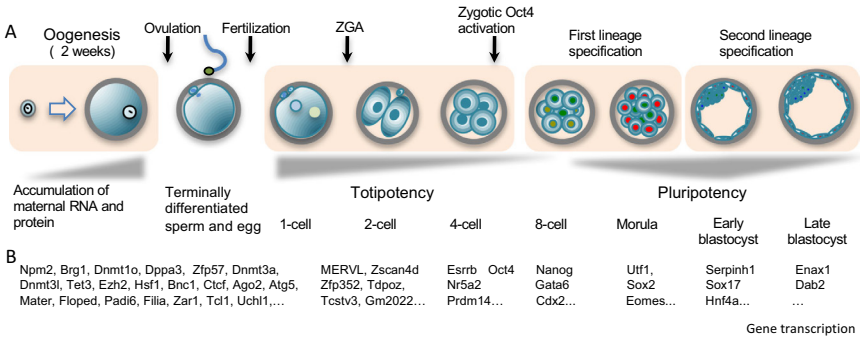 A
Oogenesis
( 2 weeks)
Ovulation
Fertilization
ZGA
Zygotic Oct4
activation
First lineage
specification
Second lineage
specification
Accumulation of
maternal RNA and
protein
Terminally
differentiated
sperm and egg
Totipotency
Pluripotency
1-cell
2-cell
4-cell
8-cell
Morula
Early
blastocyst
Late
blastocyst
B
Npm2, Brg1, Dnmt1o, Dppa3, Zfp57, Dnmt3a,
Dnmt3l, Tet3, Ezh2, Hsf1, Bnc1, Ctcf, Ago2, Atg5,
Mater, Floped, Padi6, Filia, Zar1, Tcl1, Uchl1,…
MERVL, Zscan4d
Zfp352, Tdpoz,
Tcstv3, Gm2022…
Esrrb Oct4
Nr5a2
Prdm14…
Nanog
Gata6
Cdx2...
Utf1,
Sox2
Eomes...
Serpinh1
Sox17
Hnf4a...
Enax1
Dab2
…
Gene transcription